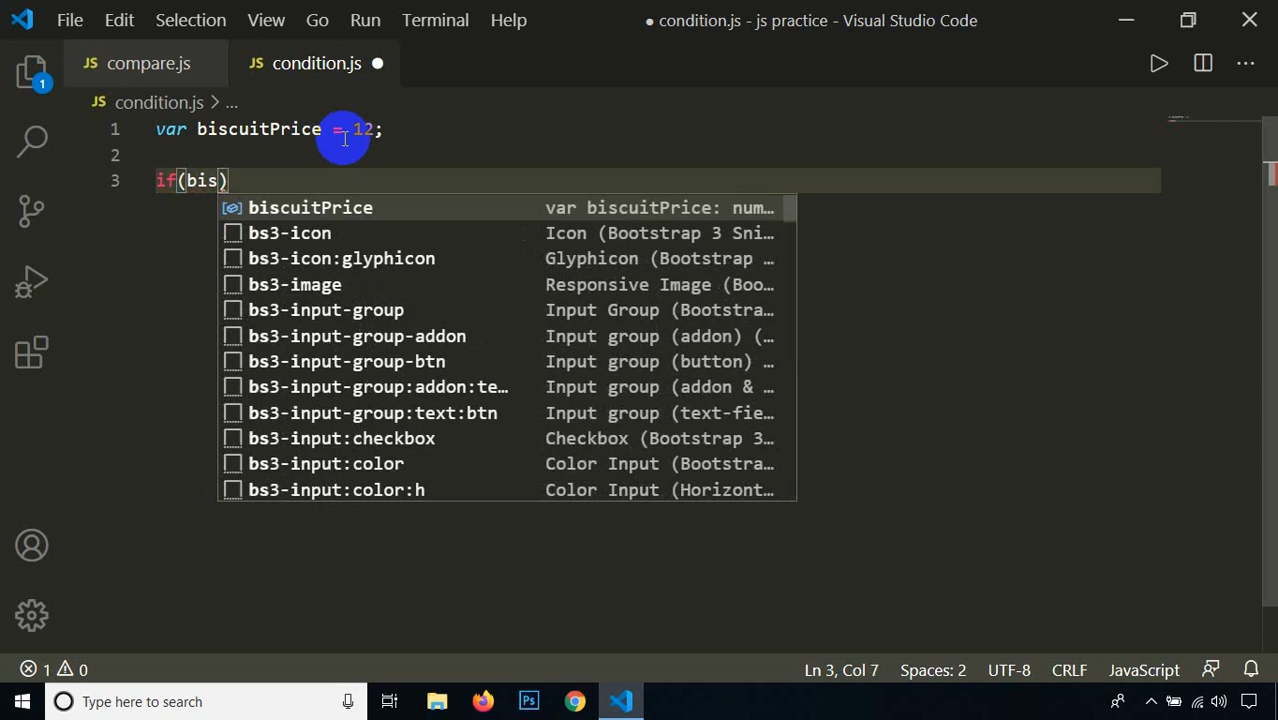 File Edit Selection View Go Run Terminal Help ● condition.js - js practice - Visual Studio Code
JS compare.js JS condition.js ●
JS condition.js > ...
1 var biscuitPrice = 12;
2
3 if(bis)
biscuitPrice var biscuitPrice: num…
bs3-icon Icon (Bootstrap 3 Sni…
bs3-icon:glyphicon Glyphicon (Bootstrap …
bs3-image Responsive Image (Boo…
bs3-input-group Input Group (Bootstra…
bs3-input-group-addon Input group (addon) (…
bs3-input-group-btn Input group (button) …
bs3-input-group:addon:te… Input group (addon & …
bs3-input-group:text:btn Input group (text-fie…
bs3-input:checkbox Checkbox (Bootstrap 3…
bs3-input:color Color Input (Bootstra…
bs3-input:color:h Color Input (Horizont…
1
1 0 Ln 3, Col 7 Spaces: 2 UTF-8 CRLF JavaScript
Type here to search Ps